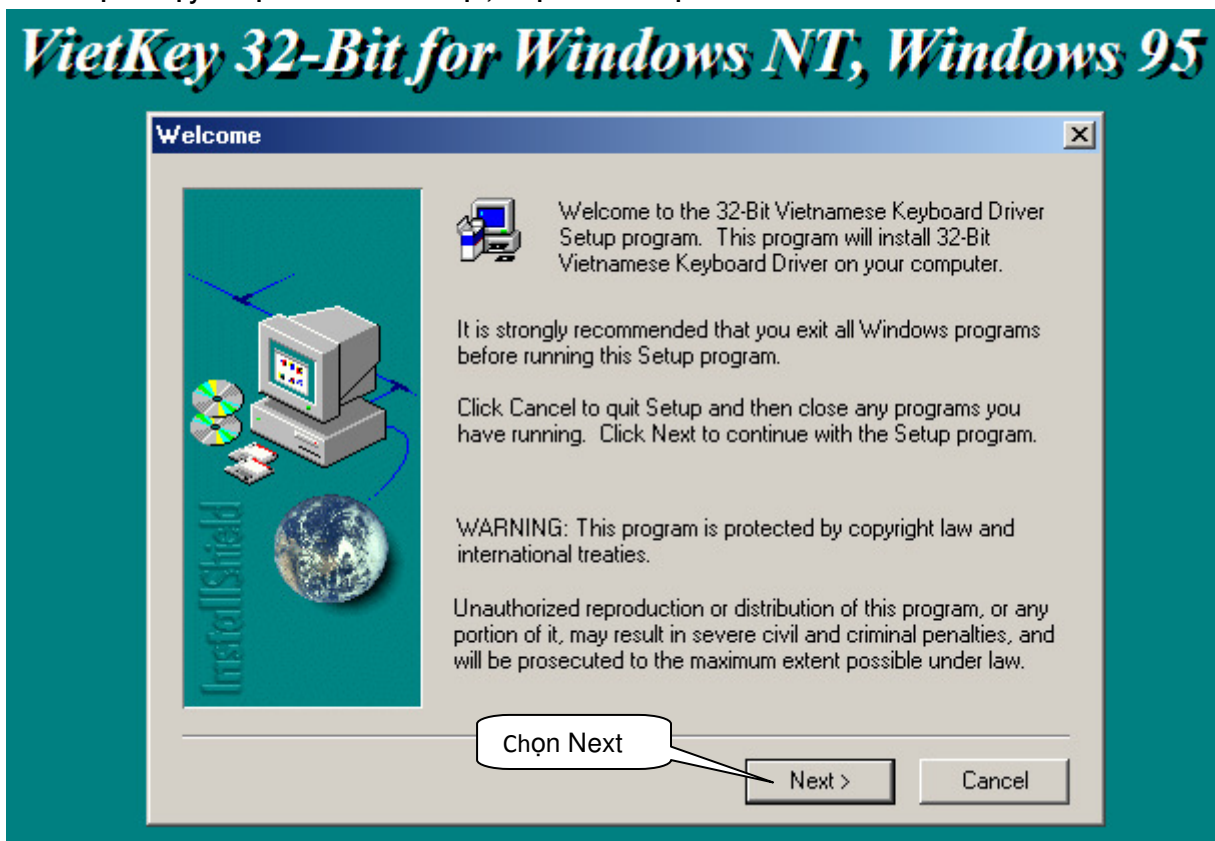 VietKey 32-Bit for Windows NT, Windows 95
Welcome
Welcome to the 32-Bit Vietnamese Keyboard Driver
Setup program. This program will install 32-Bit
Vietnamese Keyboard Driver on your computer.
It is strongly recommended that you exit all Windows programs
before running this Setup program.
Click Cancel to quit Setup and then close any programs you
have running. Click Next to continue with the Setup program.
WARNING: This program is protected by copyright law and
international treaties.
Unauthorized reproduction or distribution of this program, or any
portion of it, may result in severe civil and criminal penalties, and
will be prosecuted to the maximum extent possible under law.
InstallShield
Chọn Next
Next >
Cancel